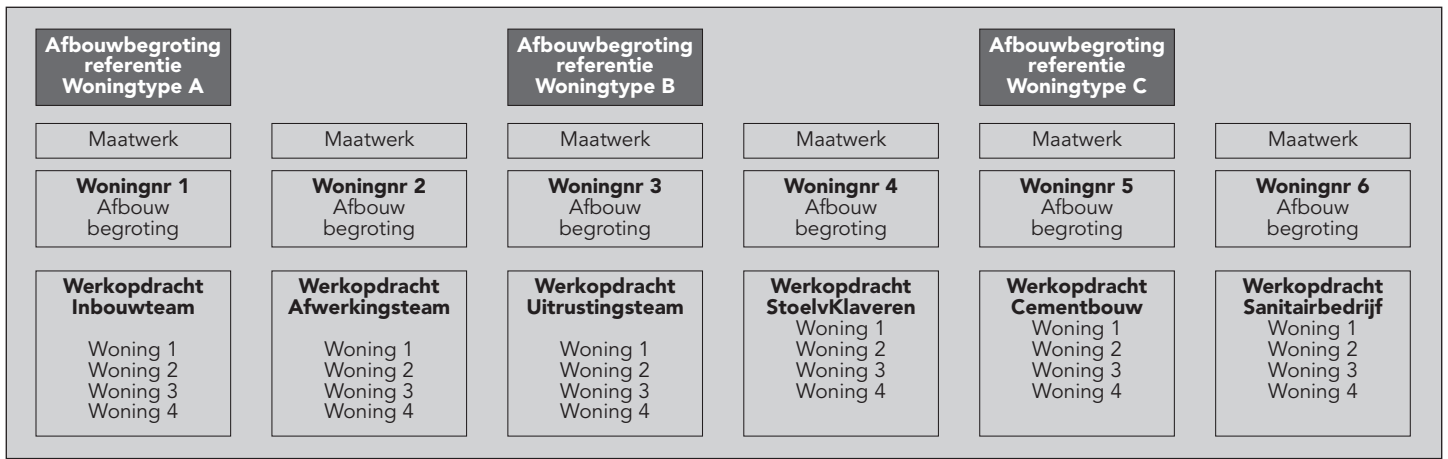 Afbouwbegroting
referentie
Woningtype A
Afbouwbegroting
referentie
Woningtype B
Afbouwbegroting
referentie
Woningtype C
Maatwerk
Maatwerk
Maatwerk
Maatwerk
Maatwerk
Maatwerk
Woningnr 1
Afbouw
begroting
Woningnr 2
Afbouw
begroting
Woningnr 3
Afbouw
begroting
Woningnr 4
Afbouw
begroting
Woningnr 5
Afbouw
begroting
Woningnr 6
Afbouw
begroting
Werkopdracht
Inbouwteam
Woning 1
Woning 2
Woning 3
Woning 4
Werkopdracht
Afwerkingsteam
Woning 1
Woning 2
Woning 3
Woning 4
Werkopdracht
Uitrustingsteam
Woning 1
Woning 2
Woning 3
Woning 4
Werkopdracht
StoelvKlaveren
Woning 1
Woning 2
Woning 3
Woning 4
Werkopdracht
Cementbouw
Woning 1
Woning 2
Woning 3
Woning 4
Werkopdracht
Sanitairbedrijf
Woning 1
Woning 2
Woning 3
Woning 4